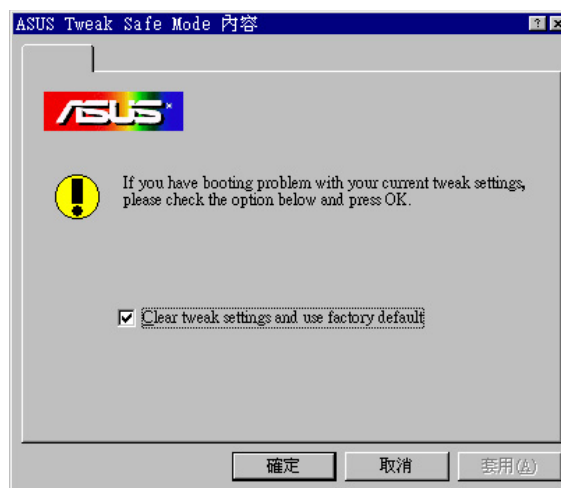 ASUS Tweak Safe Mode 內容
ASUS
If you have booting problem with your current tweak settings,
please check the option below and press OK.
Clear tweak settings and use factory default
確定 取消 套用(A)